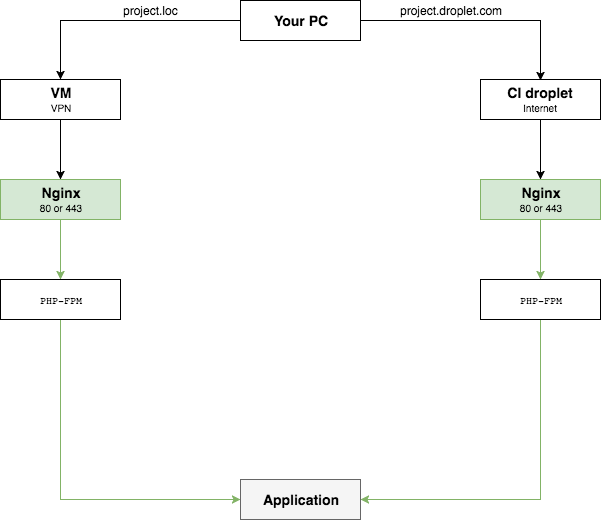 project.loc
Your PC
project.droplet.com
VM
VPN
CI droplet
Internet
Nginx
80 or 443
Nginx
80 or 443
PHP-FPM
PHP-FPM
Application